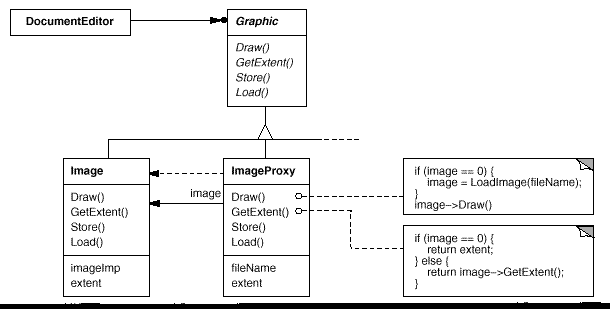 DocumentEditor
Graphic
Draw()
GetExtent()
Store()
Load()
Image
Draw()
GetExtent()
Store()
Load()
imageImp
extent
image
ImageProxy
Draw()
GetExtent()
Store()
Load()
fileName
extent
if (image == 0) {
image = LoadImage(fileName);
}
image->Draw()
if (image == 0) {
return extent;
} else {
return image->GetExtent();
}